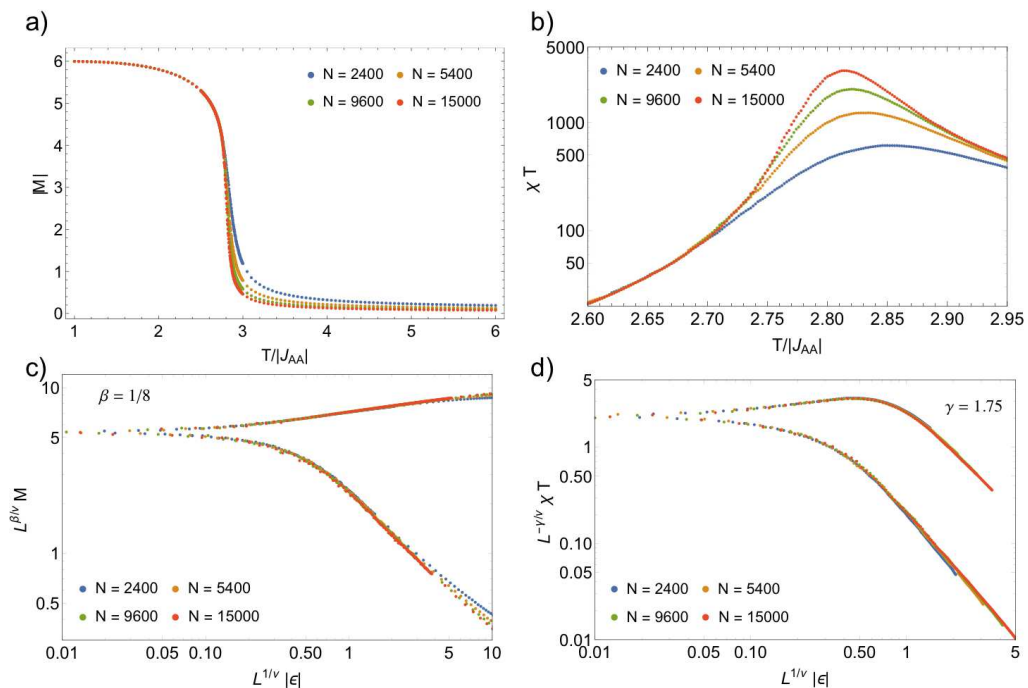 a)
6
5
4
3
2
1
0
|M|
N = 2400 N = 5400
N = 9600 N = 15000
1 2 3 4 5 6
T/|J_AA|
b)
5000
1000
500
100
50
χ T
N = 2400 N = 5400
N = 9600 N = 15000
2.60 2.65 2.70 2.75 2.80 2.85 2.90 2.95
T/|J_AA|
c)
10
5
1
0.5
L^β/ν M
β = 1/8
N = 2400 N = 5400
N = 9600 N = 15000
0.01 0.05 0.10 0.50 1 5 10
L^1/ν |ϵ|
d)
5
1
0.50
0.10
0.05
0.01
L^-γ/ν χ T
γ = 1.75
N = 2400 N = 5400
N = 9600 N = 15000
0.01 0.05 0.10 0.50 1 5
L^1/ν |ϵ|